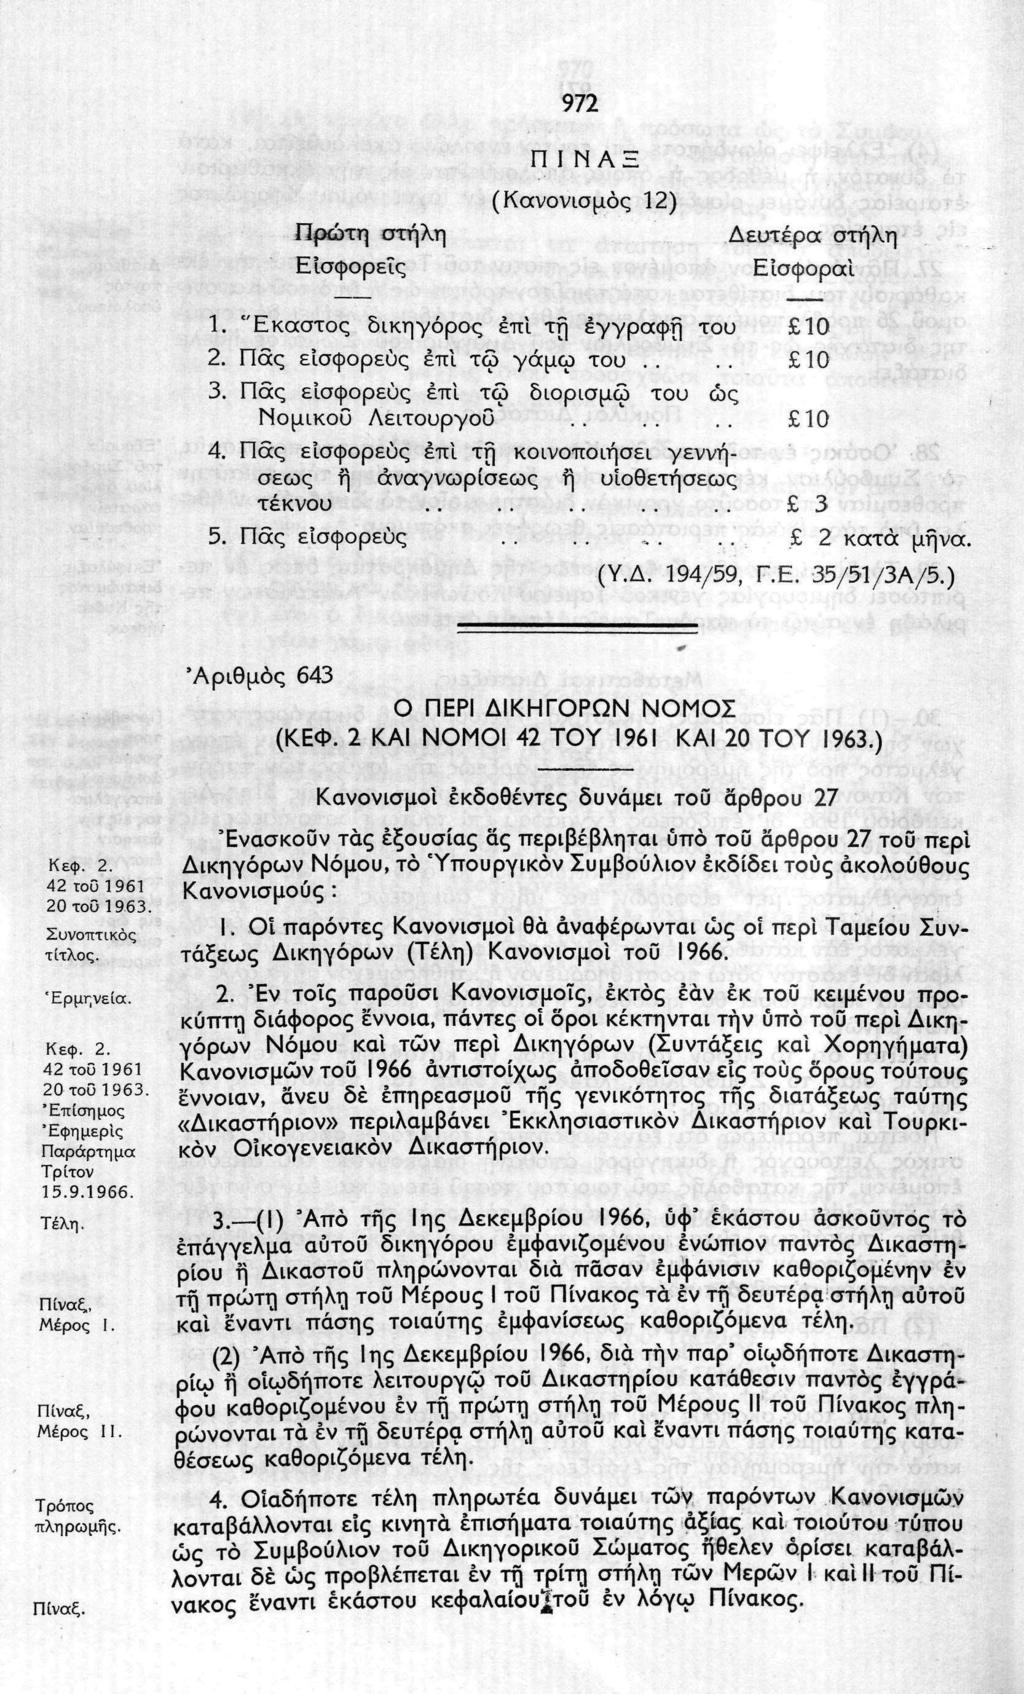 972
ΠΙΝΑΞ
(Κανονισμὸς 12)
Πρώτη στήλη Δευτέρα στήλη
Εἰσφορεῖς Εἰσφοραὶ
1. Ἕκαστος δικηγόρος ἐπὶ τῇ ἐγγραφῇ του £10
2. Πᾶς εἰσφορεὺς ἐπὶ τῷ γάμῳ του .. .. £10
3. Πᾶς εἰσφορεὺς ἐπὶ τῷ διορισμῷ του ὡς
Νομικοῦ Λειτουργοῦ .. .. .. .. £10
4. Πᾶς εἰσφορεὺς ἐπὶ τῇ κοινοποιήσει γεννή-
σεως ἢ ἀναγνωρίσεως ἢ υἱοθετήσεως
τέκνου .. .. .. .. .. .. £ 3
5. Πᾶς εἰσφορεὺς .. .. .. .. £ 2 κατὰ μῆνα.
(Υ.Δ. 194/59, Γ.Ε. 35/51/3Α/5.)
Ἀριθμὸς 643
Ο ΠΕΡΙ ΔΙΚΗΓΟΡΩΝ ΝΟΜΟΣ
(ΚΕΦ. 2 ΚΑΙ ΝΟΜΟΙ 42 ΤΟΥ 1961 ΚΑΙ 20 ΤΟΥ 1963.)
Κανονισμοὶ ἐκδοθέντες δυνάμει τοῦ ἄρθρου 27
Ἐνασκοῦν τὰς ἐξουσίας ἃς περιβέβληται ὑπὸ τοῦ ἄρθρου 27 τοῦ περὶ
Κεφ. 2. Δικηγόρων Νόμου, τὸ Ὑπουργικὸν Συμβούλιον ἐκδίδει τοὺς ἀκολούθους
42 τοῦ 1961 Κανονισμούς :
20 τοῦ 1963.
Συνοπτικὸς 1. Οἱ παρόντες Κανονισμοὶ θὰ ἀναφέρωνται ὡς οἱ περὶ Ταμείου Συν-
τίτλος. τάξεως Δικηγόρων (Τέλη) Κανονισμοὶ τοῦ 1966.
Ἑρμηνεία. 2. Ἐν τοῖς παροῦσι Κανονισμοῖς, ἐκτὸς ἐὰν ἐκ τοῦ κειμένου προ-
κύπτῃ διάφορος ἔννοια, πάντες οἱ ὅροι κέκτηνται τὴν ὑπὸ τοῦ περὶ Δικη-
Κεφ. 2. γόρων Νόμου καὶ τῶν περὶ Δικηγόρων (Συντάξεις καὶ Χορηγήματα)
42 τοῦ 1961 Κανονισμῶν τοῦ 1966 ἀντιστοίχως ἀποδοθεῖσαν εἰς τοὺς ὅρους τούτους
20 τοῦ 1963. ἔννοιαν, ἄνευ δὲ ἐπηρεασμοῦ τῆς γενικότητος τῆς διατάξεως ταύτης
Ἐπίσημος «Δικαστήριον» περιλαμβάνει Ἐκκλησιαστικὸν Δικαστήριον καὶ Τουρκι-
Ἐφημερὶς κὸν Οἰκογενειακὸν Δικαστήριον.
Παράρτημα
Τρίτον
15.9.1966.
Τέλη. 3.—(1) Ἀπὸ τῆς 1ης Δεκεμβρίου 1966, ὑφ᾽ ἑκάστου ἀσκοῦντος τὸ
ἐπάγγελμα αὐτοῦ δικηγόρου ἐμφανιζομένου ἐνώπιον παντὸς Δικαστη-
ρίου ἢ Δικαστοῦ πληρώνονται διὰ πᾶσαν ἐμφάνισιν καθοριζομένην ἐν
Πίναξ, τῇ πρώτῃ στήλῃ τοῦ Μέρους Ι τοῦ Πίνακος τὰ ἐν τῇ δευτέρᾳ στήλῃ αὐτοῦ
Μέρος Ι. καὶ ἔναντι πάσης τοιαύτης ἐμφανίσεως καθοριζόμενα τέλη.
(2) Ἀπὸ τῆς 1ης Δεκεμβρίου 1966, διὰ τὴν παρ᾽ οἱῳδήποτε Δικαστη-
ρίῳ ἢ οἱῳδήποτε λειτουργῷ τοῦ Δικαστηρίου κατάθεσιν παντὸς ἐγγρά-
Πίναξ, φου καθοριζομένου ἐν τῇ πρώτῃ στήλῃ τοῦ Μέρους ΙΙ τοῦ Πίνακος πλη-
Μέρος ΙΙ. ρώνονται τὰ ἐν τῇ δευτέρᾳ στήλῃ αὐτοῦ καὶ ἔναντι πάσης τοιαύτης κατα-
θέσεως καθοριζόμενα τέλη.
Τρόπος 4. Οἱαδήποτε τέλη πληρωτέα δυνάμει τῶν παρόντων Κανονισμῶν
πληρωμῆς. καταβάλλονται εἰς κινητὰ ἐπισήματα τοιαύτης ἀξίας καὶ τοιούτου τύπου
ὡς τὸ Συμβούλιον τοῦ Δικηγορικοῦ Σώματος ἤθελεν ὁρίσει καταβάλ-
λονται δὲ ὡς προβλέπεται ἐν τῇ τρίτῃ στήλῃ τῶν Μερῶν Ι καὶ ΙΙ τοῦ Πί-
Πίναξ. νακος ἔναντι ἑκάστου κεφαλαίου τοῦ ἐν λόγῳ Πίνακος.